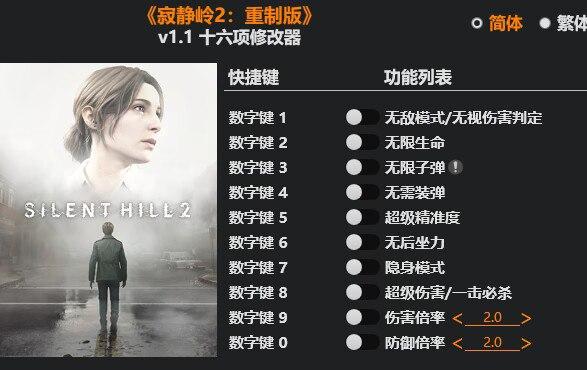 《寂静岭2：重制版》
v1.1 十六项修改器
简体
繁体
快捷键 功能列表
数字键 1 无敌模式/无视伤害判定
数字键 2 无限生命
数字键 3 无限子弹 !
数字键 4 无需装弹
数字键 5 超级精准度
数字键 6 无后坐力
数字键 7 隐身模式
数字键 8 超级伤害/一击必杀
数字键 9 伤害倍率 < 2.0 >
数字键 0 防御倍率 < 2.0 >
SILENT HILL 2